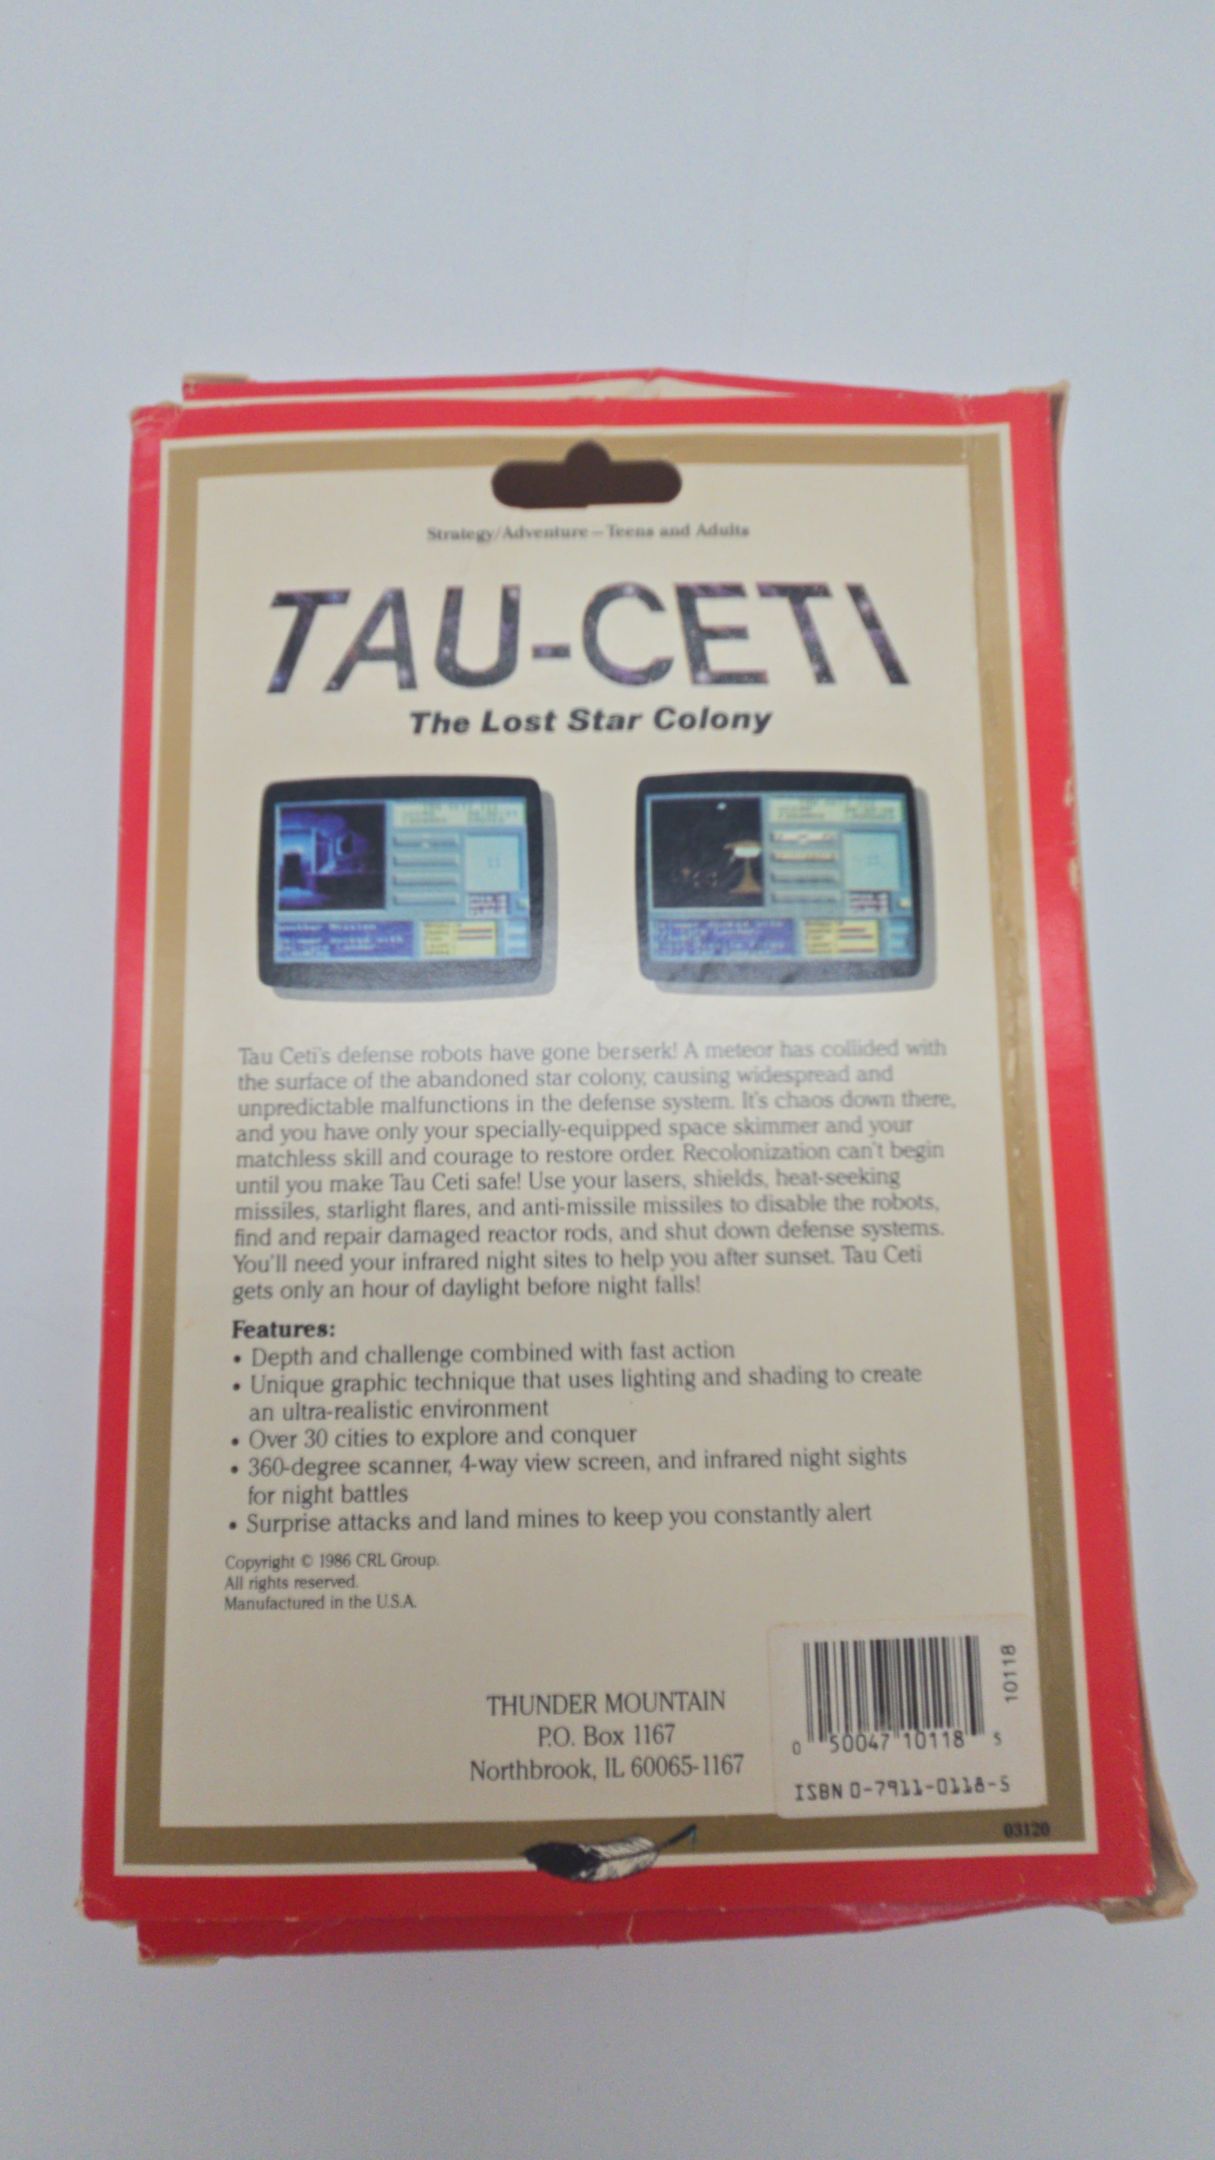 Strategy/Adventure – Teens and Adults
TAU-CETI
The Lost Star Colony
Tau Ceti's defense robots have gone berserk! A meteor has collided with
the surface of the abandoned star colony, causing widespread and
unpredictable malfunctions in the defense system. It's chaos down there,
and you have only your specially-equipped space skimmer and your
matchless skill and courage to restore order. Recolonization can't begin
until you make Tau Ceti safe! Use your lasers, shields, heat-seeking
missiles, starlight flares, and anti-missile missiles to disable the robots,
find and repair damaged reactor rods, and shut down defense systems.
You'll need your infrared night sites to help you after sunset. Tau Ceti
gets only an hour of daylight before night falls!
Features:
• Depth and challenge combined with fast action
• Unique graphic technique that uses lighting and shading to create
an ultra-realistic environment
• Over 30 cities to explore and conquer
• 360-degree scanner, 4-way view screen, and infrared night sights
for night battles
• Surprise attacks and land mines to keep you constantly alert
Copyright © 1986 CRL Group.
All rights reserved.
Manufactured in the U.S.A.
THUNDER MOUNTAIN
P.O. Box 1167
Northbrook, IL 60065-1167
10118
0 50047 10118 5
ISBN 0-7911-0118-5
03120